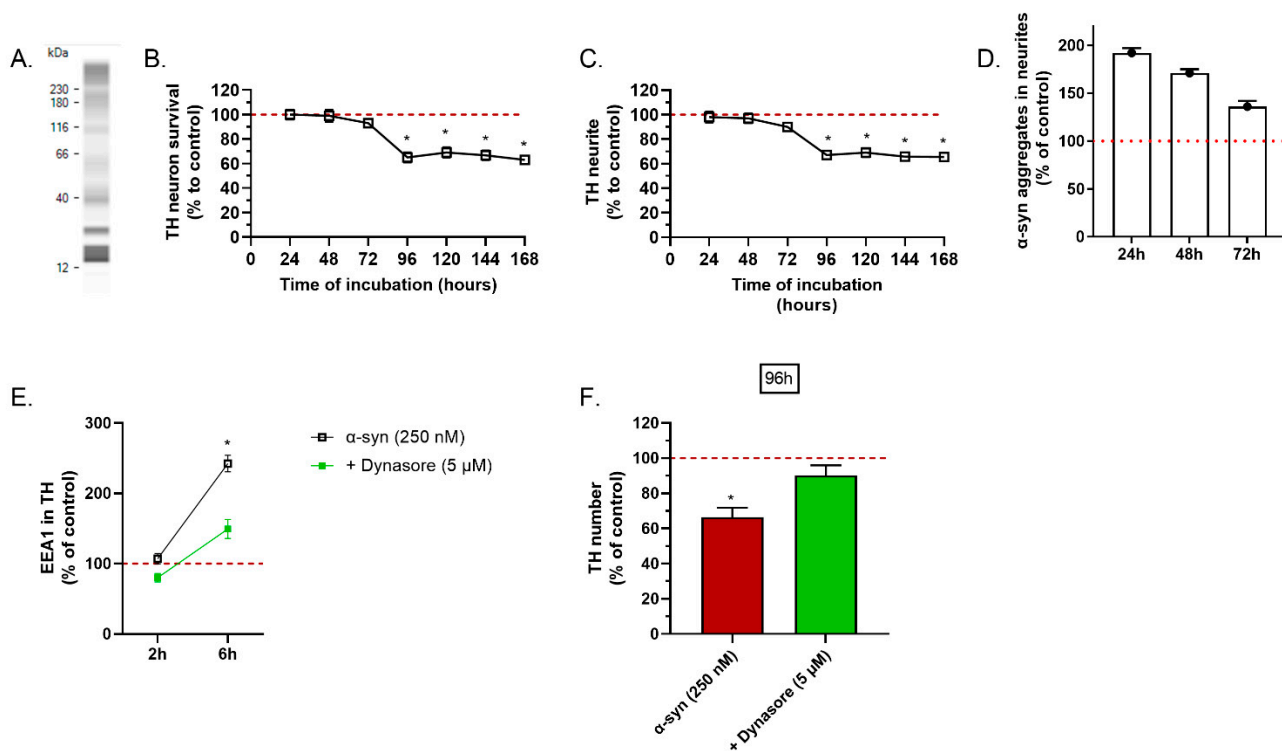 A.
kDa
230
180
116
66
40
12
B.
TH neuron survival
(% to control)
120
100
80
60
40
20
0
0 24 48 72 96 120 144 168
* * * *
Time of incubation (hours)
C.
TH neurite
(% to control)
120
100
80
60
40
20
0
0 24 48 72 96 120 144 168
* * * *
Time of incubation
(hours)
D.
α-syn aggregates in neurites
(% of control)
200
150
100
50
0
24h 48h 72h
E.
EEA1 in TH
(% of control)
300
200
100
0
2h 6h
*
α-syn (250 nM)
+ Dynasore (5 μM)
F.
96h
TH number
(% of control)
120
100
80
60
40
20
0
*
α-syn (250 nM)
+ Dynasore (5 μM)